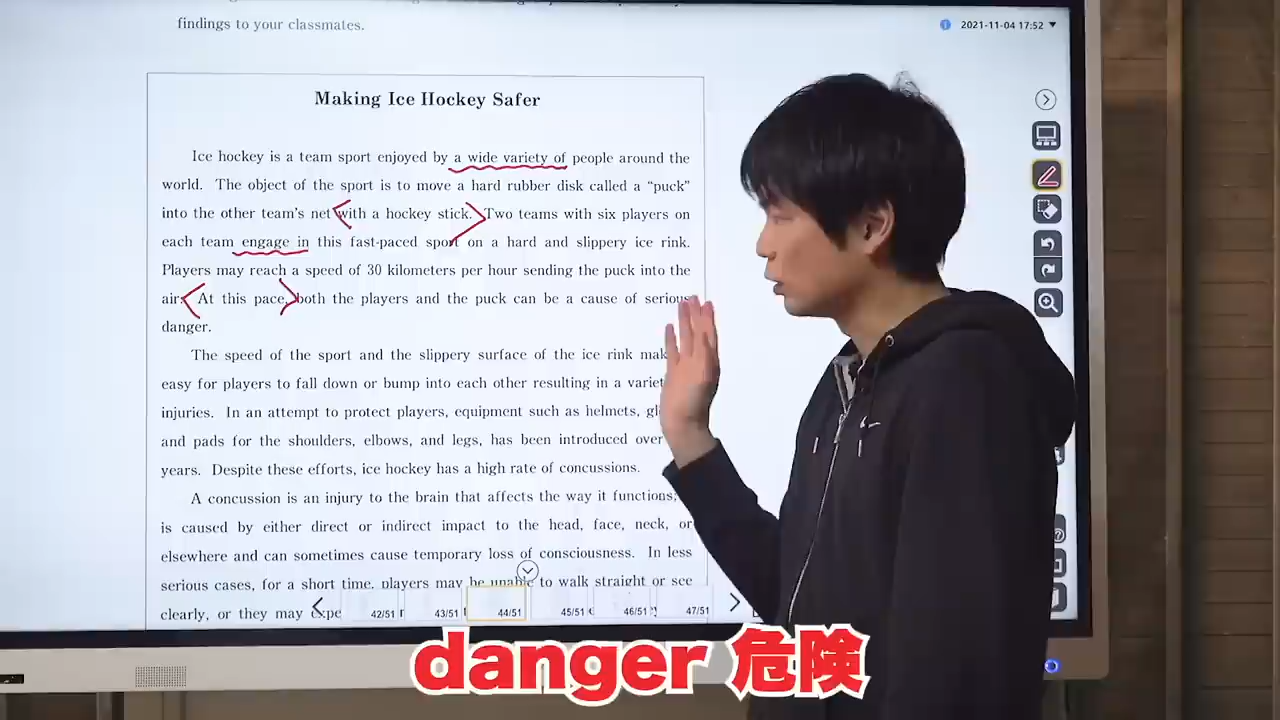 findings to your classmates.
2021-11-04 17:52
Making Ice Hockey Safer
Ice hockey is a team sport enjoyed by a wide variety of people around the
world. The object of the sport is to move a hard rubber disk called a “puck”
into the other team's net with a hockey stick. Two teams with six players on
each team engage in this fast-paced sport on a hard and slippery ice rink.
Players may reach a speed of 30 kilometers per hour sending the puck into the
air. At this pace, both the players and the puck can be a cause of serious
danger.
The speed of the sport and the slippery surface of the ice rink
easy for players to fall down or bump into each other resulting in a
injuries. In an attempt to protect players, equipment such as helmets,
and pads for the shoulders, elbows, and legs, has been introduced over
years. Despite these efforts, ice hockey has a high rate of concussions.
A concussion is an injury to the brain that affects the way it functions;
is caused by either direct or indirect impact to the head, face, neck, or
elsewhere and can sometimes cause temporary loss of consciousness. In less
serious cases, for a short time, players may be unable to walk straight or see
clearly, or they may
42/51 43/51 44/51 45/51 46/51 47/51
danger 危険